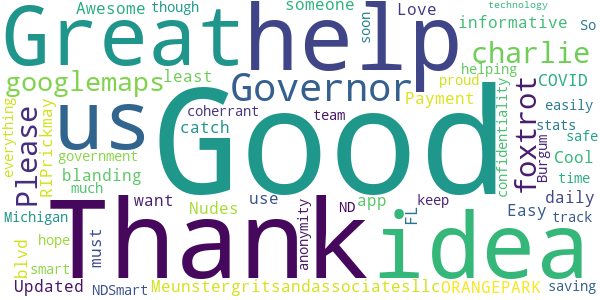 Great
help
Awesome
though
someone
Love
soon
informative
technology
So
googlemaps
least
Governor
charlie
us
Good
helping
COVID
proud
Payment
foxtrot
Please
RIPrickmay
everything
coherrant
catch
team
confidentiality
easily
stats
safe
Burgum
Cool
time
government
blanding
much
Thank
idea
want
Nudes
use
app
ND
keep
FL
Easy
daily
track
Michigan
anonymity
hope
must
smart
blvd
Updated
NDSmart
Meunstergritsandassociatesllc
ORANGEPARK
saving